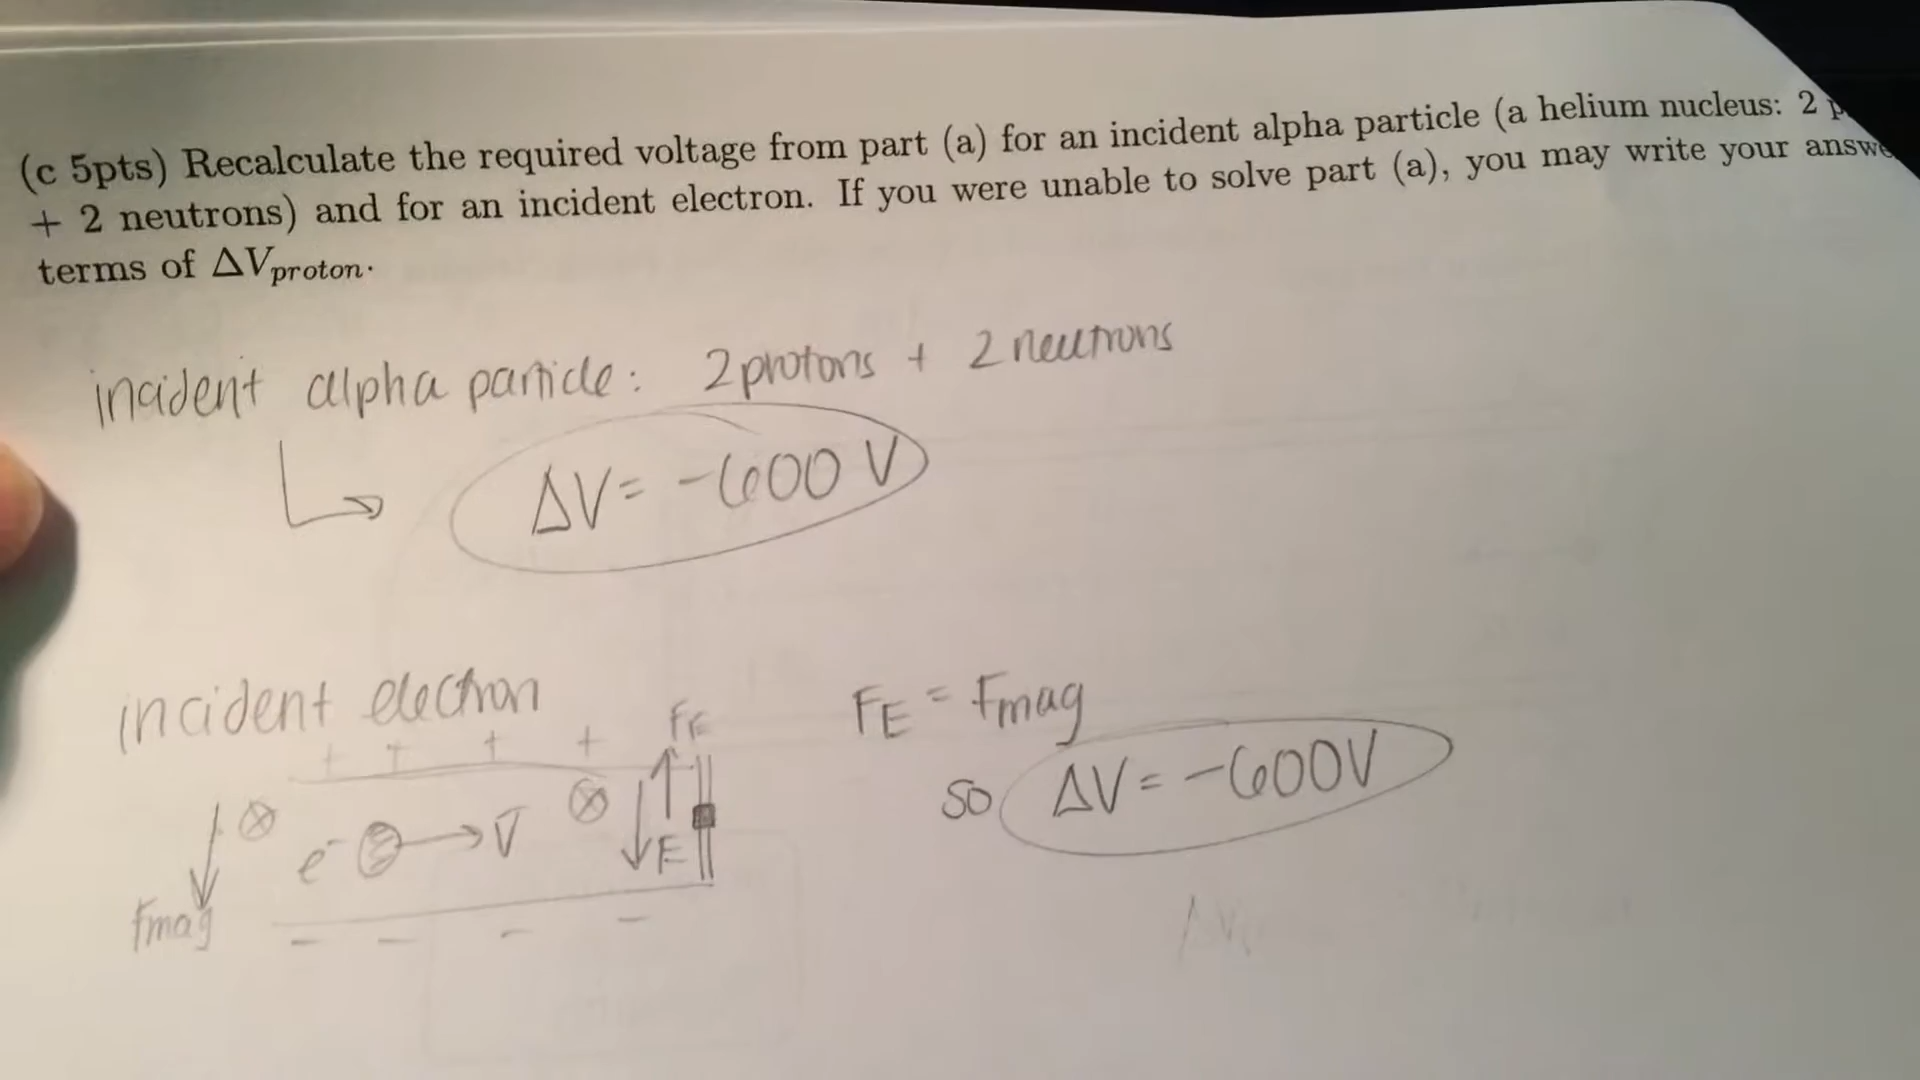 (c 5pts) Recalculate the required voltage from part (a) for an incident alpha particle (a helium nucleus: 2
+ 2 neutrons) and for an incident electron. If you were unable to solve part (a), you may write your answe
terms of ΔVproton.
incident alpha particle: 2 protons + 2 neutrons
ΔV = -600 V
incident electron
FE = Fmag
+ + + + FE
so ΔV = -600V
⊗ ⊗
e- → v E
Fmag
- - - -